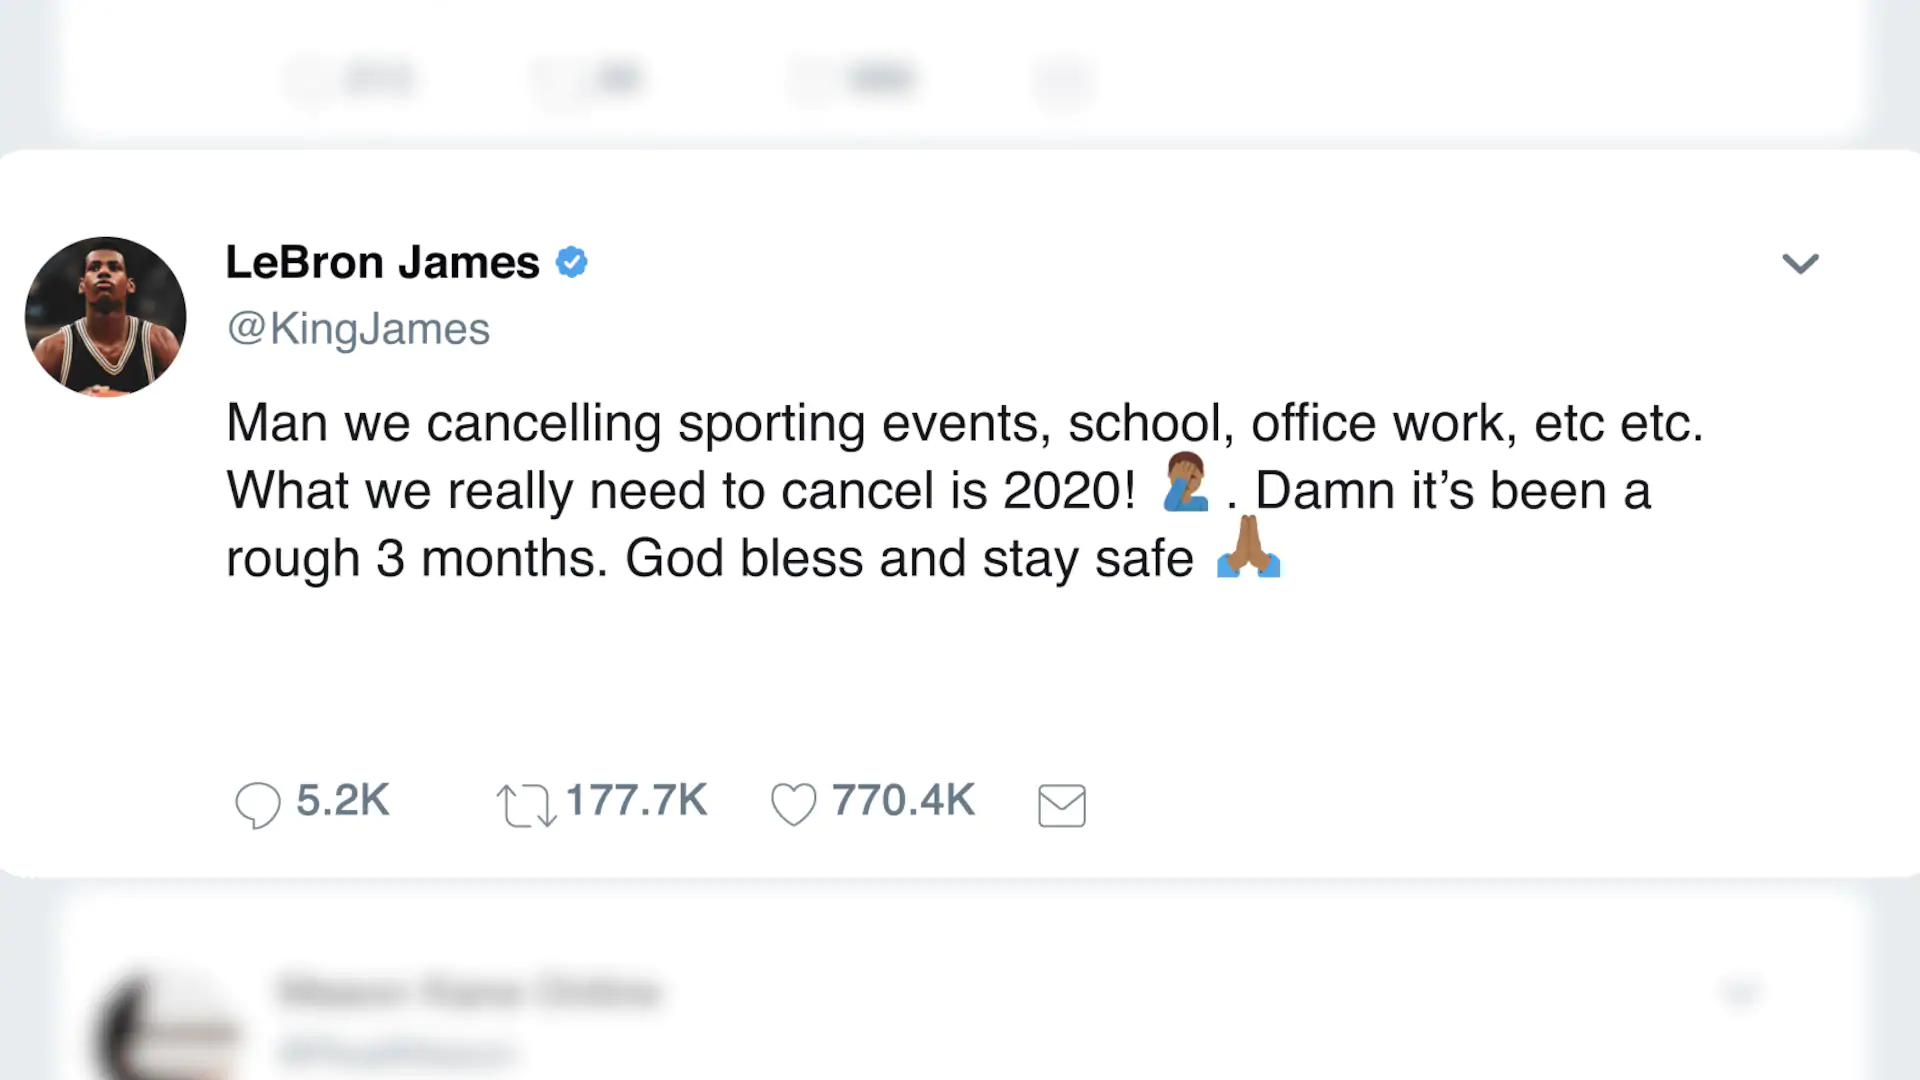 LeBron James
@KingJames
Man we cancelling sporting events, school, office work, etc etc.
What we really need to cancel is 2020! 🤦🏾‍♂️ . Damn it’s been a
rough 3 months. God bless and stay safe 🙏🏾
5.2K 177.7K 770.4K